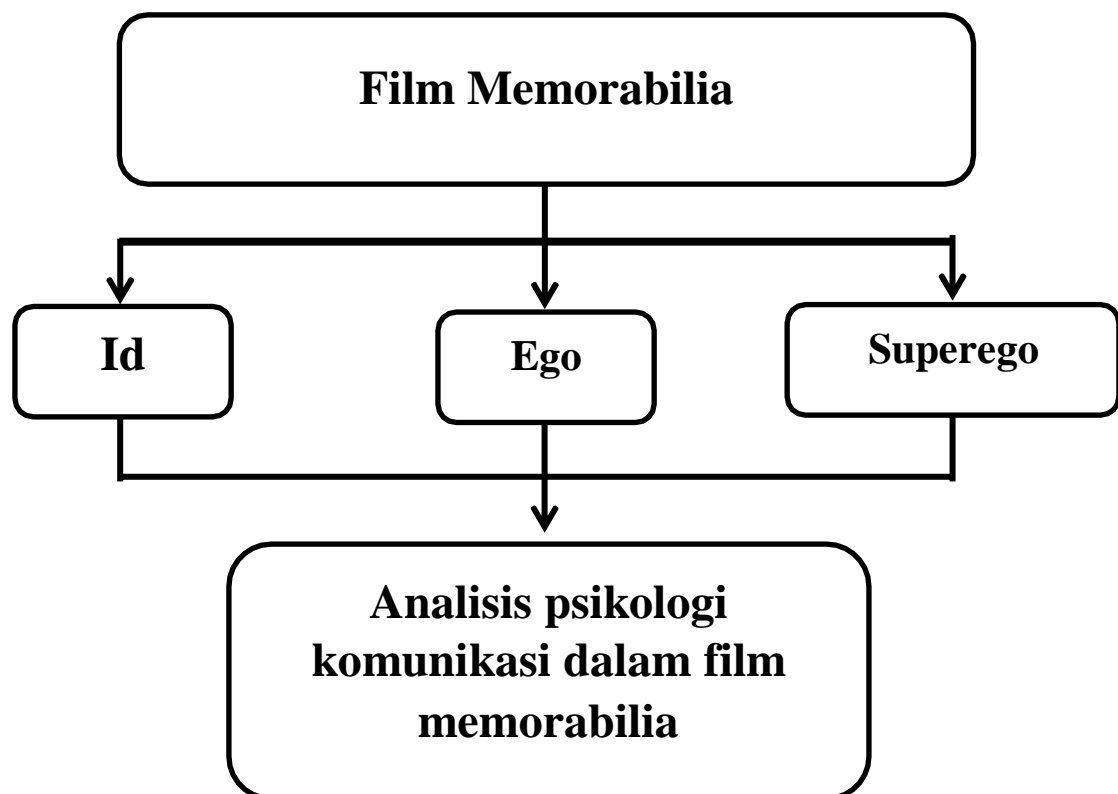 Film Memorabilia
Id
Ego
Superego
Analisis psikologi
komunikasi dalam film
memorabilia